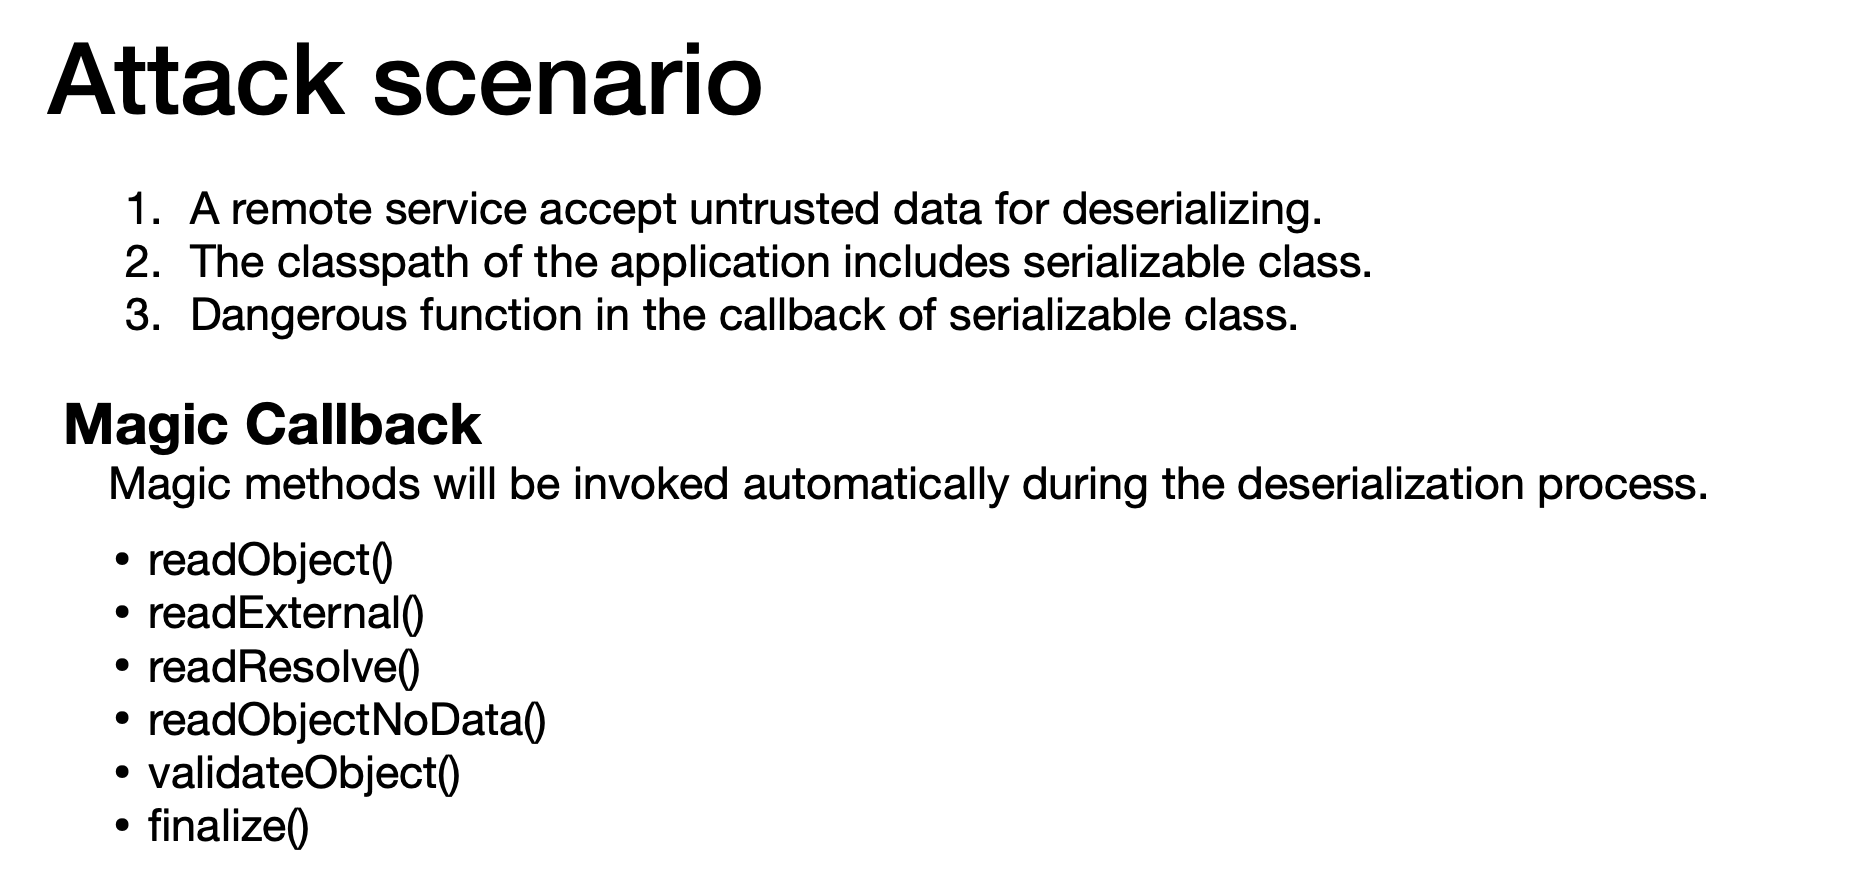 Attack scenario
1. A remote service accept untrusted data for deserializing.
2. The classpath of the application includes serializable class.
3. Dangerous function in the callback of serializable class.
Magic Callback
Magic methods will be invoked automatically during the deserialization process.
• readObject()
• readExternal()
• readResolve()
• readObjectNoData()
• validateObject()
• finalize()